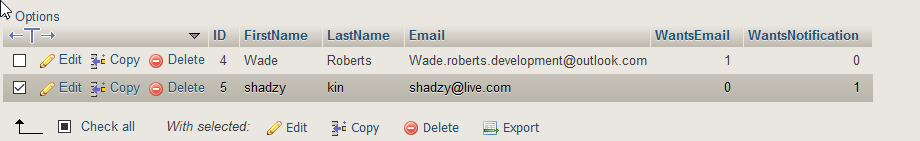 Options
ID FirstName LastName Email WantsEmail WantsNotification
Edit Copy Delete 4 Wade Roberts Wade.roberts.development@outlook.com 1 0
Edit Copy Delete 5 shadzy kin shadzy@live.com 0 1
Check all With selected: Edit Copy Delete Export